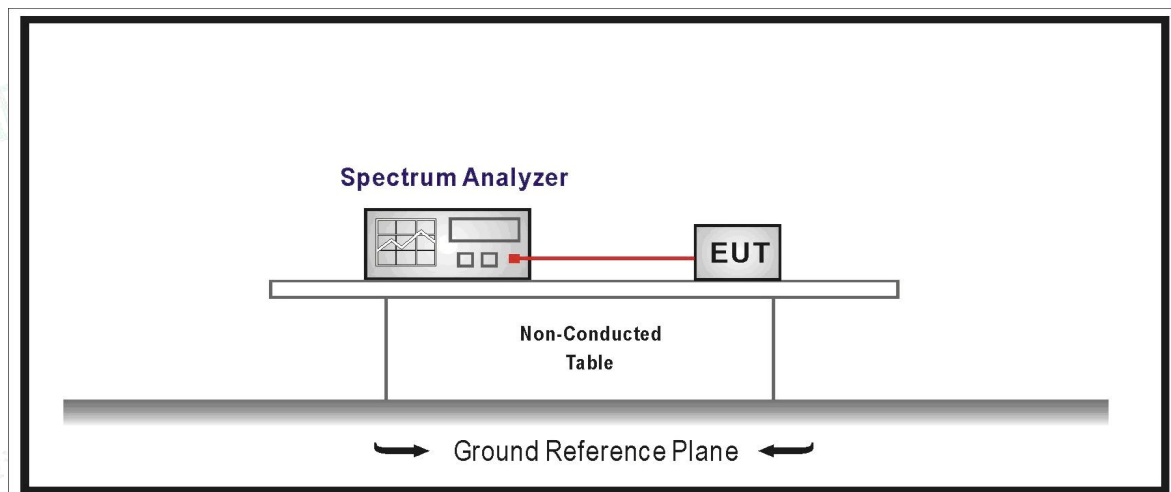 Spectrum Analyzer
EUT
Non-Conducted
Table
Ground Reference Plane